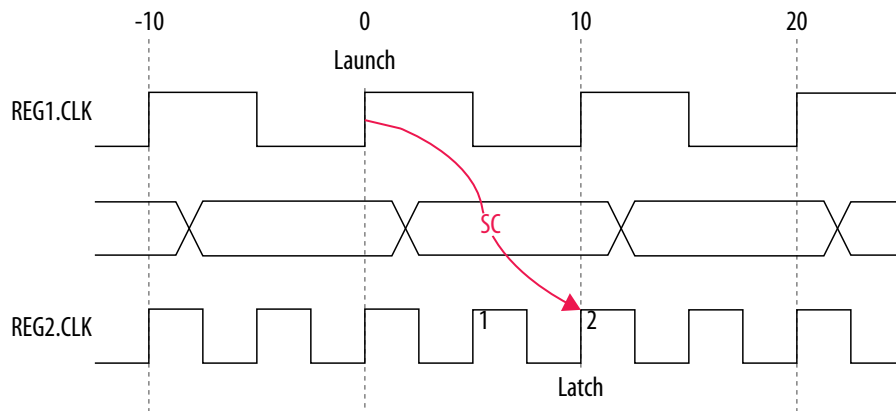 -10 0 10 20
Launch
REG1.CLK
SC
REG2.CLK 1 2
Latch